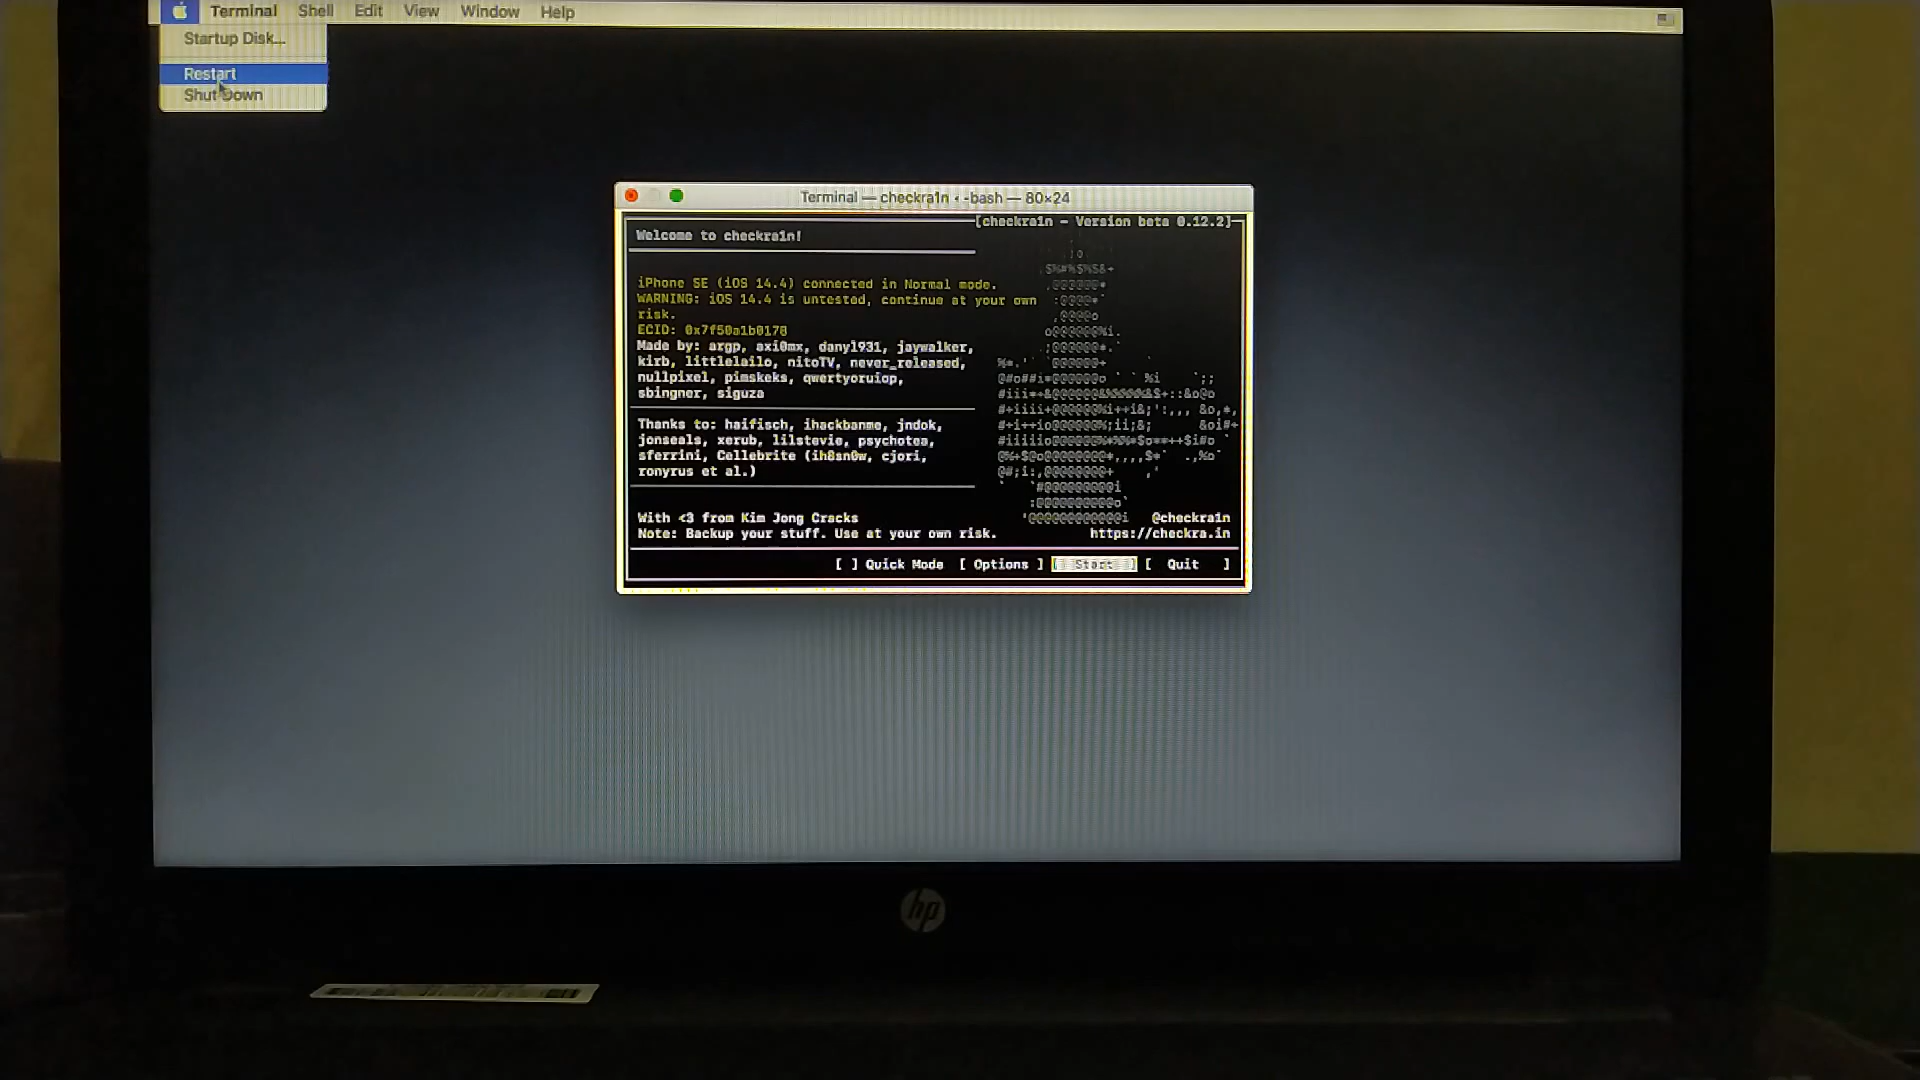 Terminal Shell Edit View Window Help
Startup Disk...
Restart
Shut Down
Terminal — checkra1n ◂ -bash — 80×24
[checkra1n - Version beta 0.12.2]
Welcome to checkra1n!
iPhone SE (iOS 14.4) connected in Normal mode.
WARNING: iOS 14.4 is untested, continue at your own
risk.
ECID: 0x7f50a1b0178
Made by: argp, axi0mx, danyl931, jaywalker,
kirb, littlelailo, nitoTV, never_released,
nullpixel, pimskeks, qwertyoruiop,
sbingner, siguza
Thanks to: haifisch, ihackbanme, jndok,
jonseals, xerub, lilstevie, psychotea,
sferrini, Cellebrite (ih8sn0w, cjori,
ronyrus et al.)
With <3 from Kim Jong Cracks
@checkra1n
Note: Backup your stuff. Use at your own risk.
https://checkra.in
[ ] Quick Mode [ Options ] [ Start ] [ Quit ]
hp